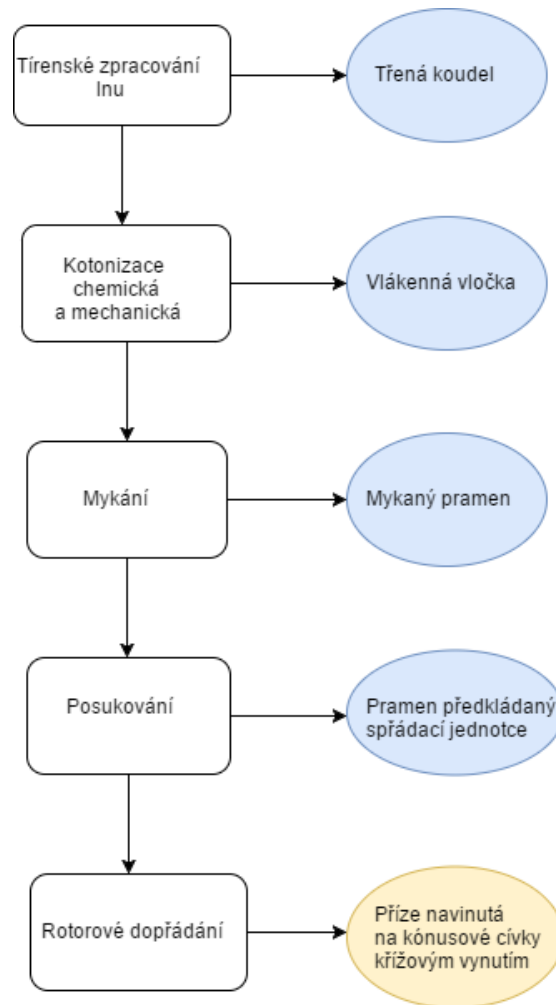 Tírenské zpracování
lnu
Třená koudel
Kotonizace
chemická
a mechanická
Vlákenná vločka
Mykání
Mykaný pramen
Posukování
Pramen předkládaný
spřádací jednotce
Rotorové dopřádání
Příze navinutá
na kónusové cívky
křížovým vynutím